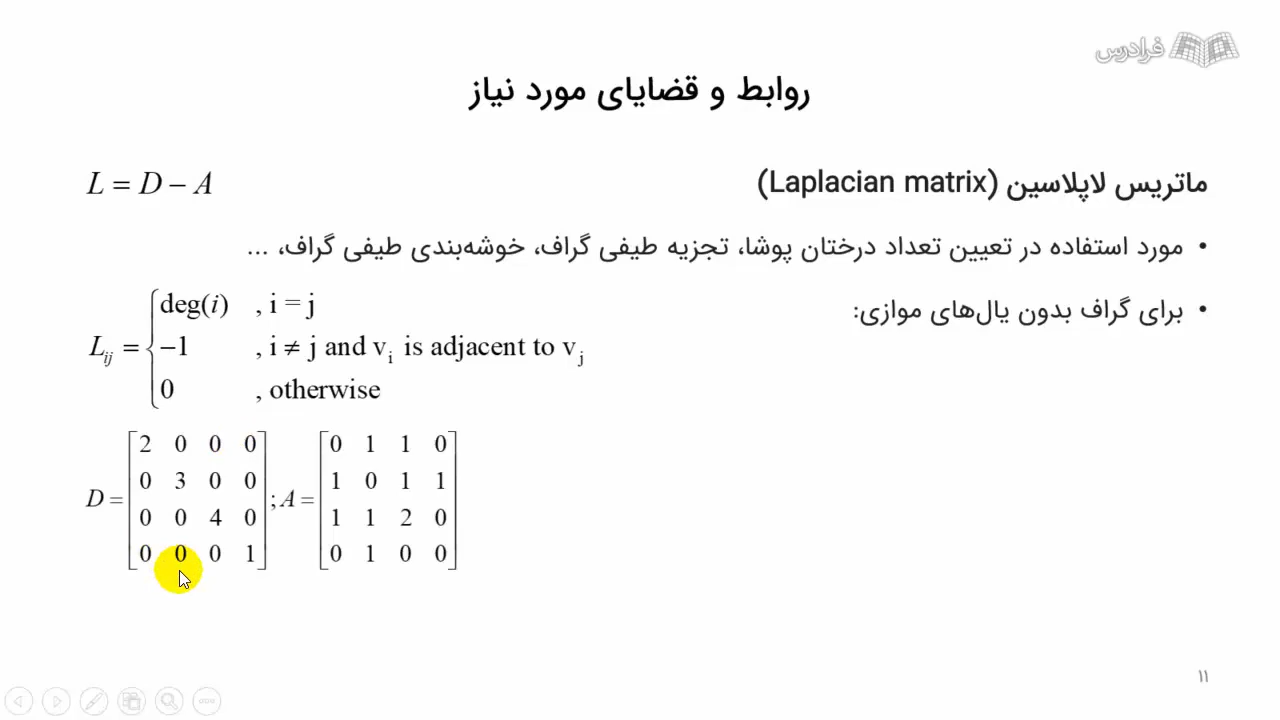 فرادرس
روابط و قضایای مورد نیاز
ماتریس لاپلاسین (Laplacian matrix)
L = D − A
• مورد استفاده در تعیین تعداد درختان پوشا، تجزیه طیفی گراف، خوشه‌بندی طیفی گراف، ...
• برای گراف بدون یال‌های موازی:
deg(i) , i = j
L_ij = { −1 , i ≠ j and v_i is adjacent to v_j
0 , otherwise
2 0 0 0 0 1 1 0
0 3 0 0 1 0 1 1
D = ; A =
0 0 4 0 1 1 2 0
0 0 0 1 0 1 0 0
۱۱